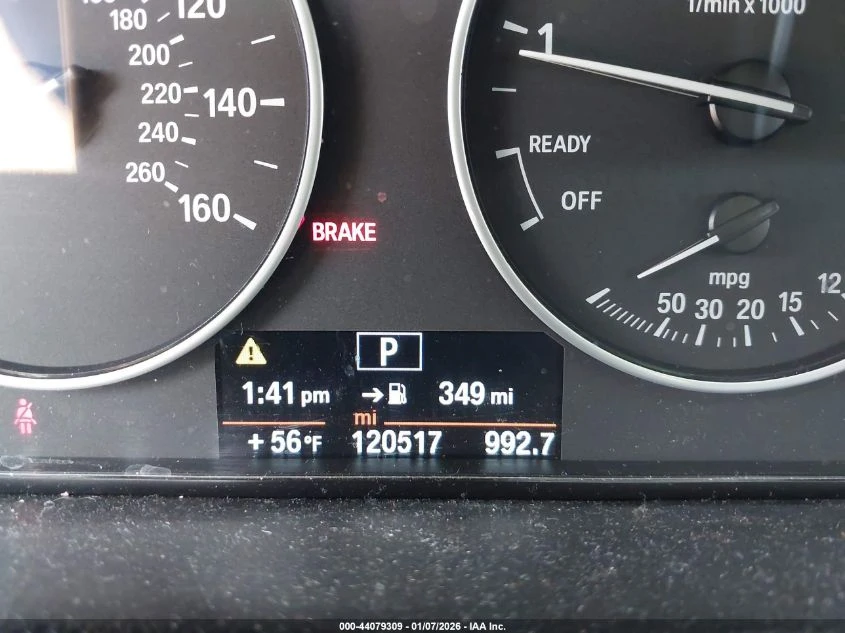 120
180
200
220
140
240
260
160
BRAKE
1/min x 1000
1
READY
OFF
mpg
50 30 20 15 12
P
1:41 pm 349 mi
mi
+ 56°F 120517 992.7
000-44079309 - 01/07/2026 - IAA Inc.